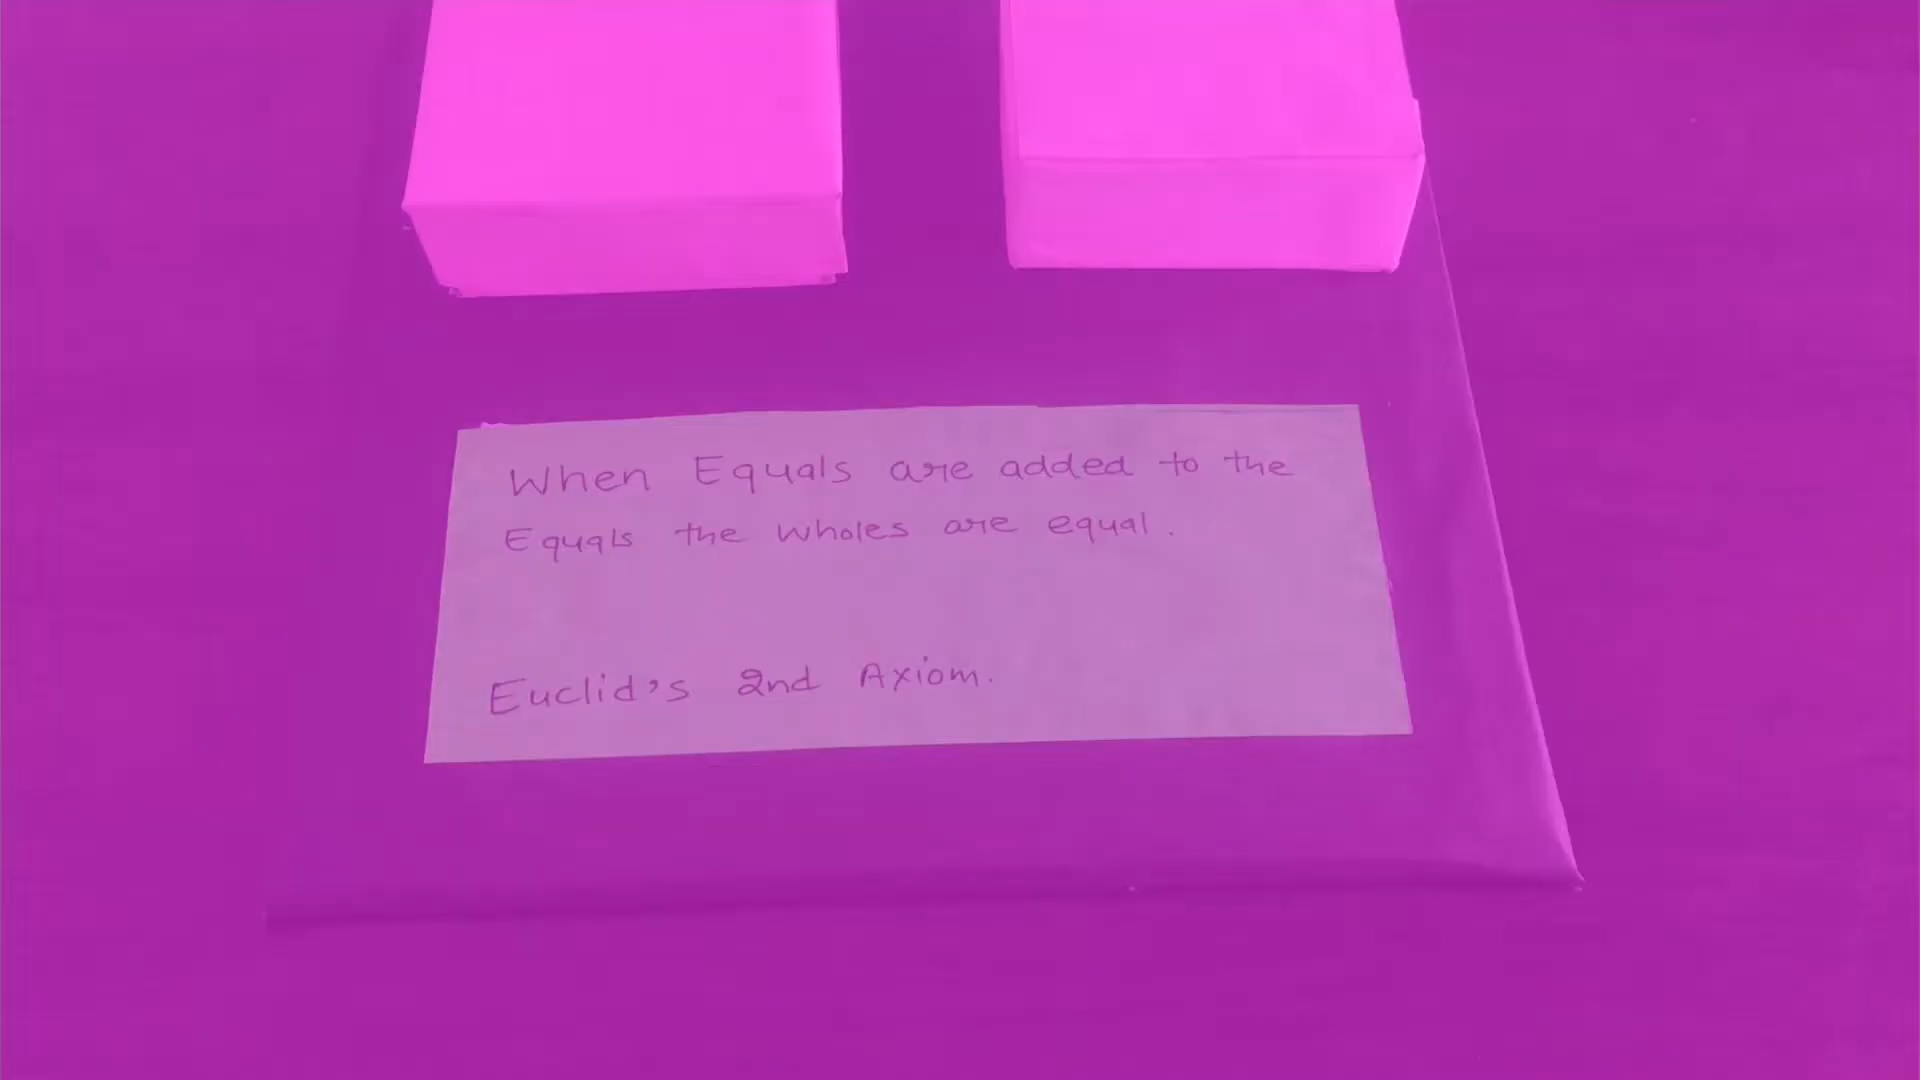 When Equals are added to the
Equals the wholes are equal.
Euclid's 2nd Axiom.